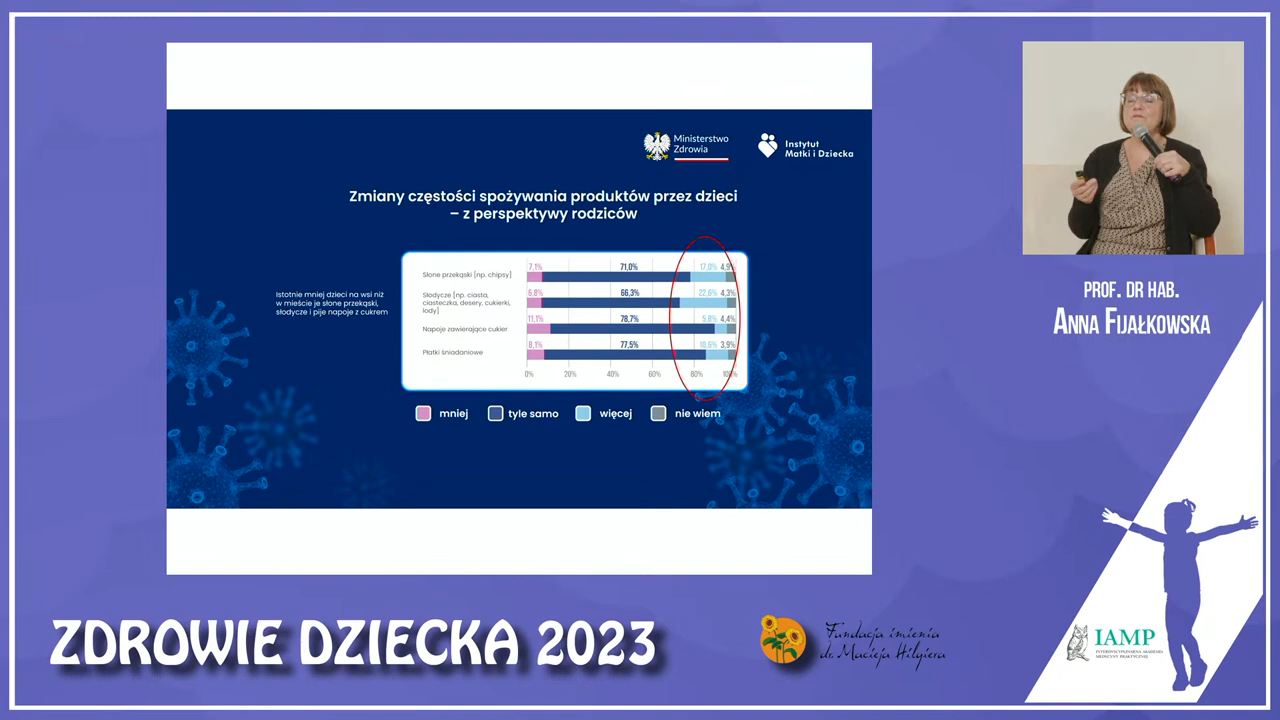 Ministerstwo
Zdrowia
Instytut
Matki i Dziecka
Zmiany częstości spożywania produktów przez dzieci
– z perspektywy rodziców
Istotnie mniej dzieci na wsi niż
w mieście je słone przekąski,
słodycze i pije napoje z cukrem
Słone przekąski [np. chipsy]
7,1% 71,0% 17,0% 4,9%
Słodycze [np. ciasta,
ciasteczka, desery, cukierki,
lody]
6,8% 66,3% 22,6% 4,3%
Napoje zawierające cukier
11,1% 78,7% 5,8% 4,4%
Płatki śniadaniowe
8,1% 77,5% 10,6% 3,9%
0% 20% 40% 60% 80% 100%
mniej tyle samo więcej nie wiem
PROF. DR HAB.
ANNA FIJAŁKOWSKA
ZDROWIE DZIECKA 2023
Fundacja imienia
dra Macieja Hilgiera
IAMP
INTERDYSCYPLINARNA AKADEMIA
MEDYCYNY PRAKTYCZNEJ